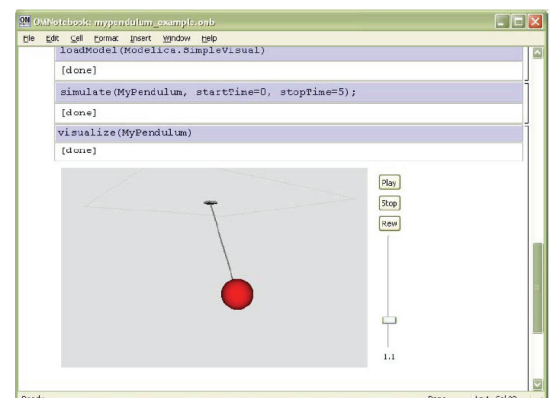 OMNotebook: mypendulum_example.onb
File Edit Cell Format Insert Window Help
loadModel(Modelica.SimpleVisual)
[done]
simulate(MyPendulum, startTime=0, stopTime=5);
[done]
visualize(MyPendulum)
[done]
Play
Stop
Rew
1.1